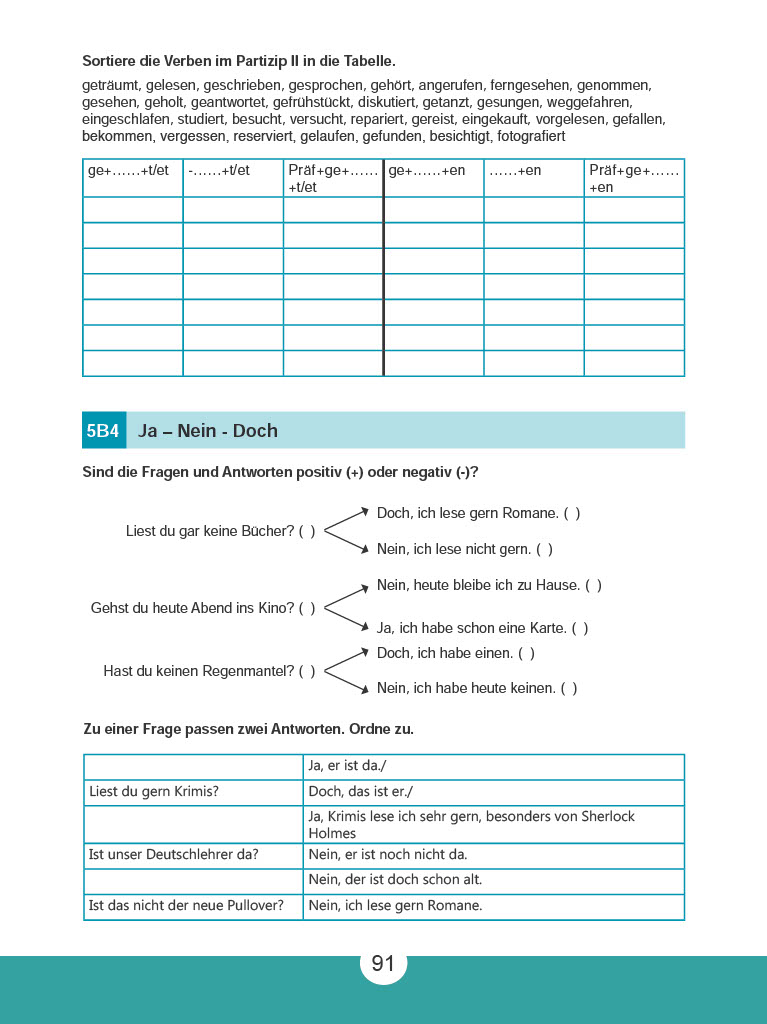 Sortiere die Verben im Partizip II in die Tabelle.
geträumt, gelesen, geschrieben, gesprochen, gehört, angerufen, ferngesehen, genommen,
gesehen, geholt, geantwortet, gefrühstückt, diskutiert, getanzt, gesungen, weggefahren,
eingeschlafen, studiert, besucht, versucht, repariert, gereist, eingekauft, vorgelesen, gefallen,
bekommen, vergessen, reserviert, gelaufen, gefunden, besichtigt, fotografiert
ge+……+t/et
-……+t/et
Präf+ge+……
+t/et
ge+……+en
……+en
Präf+ge+……
+en
5B4 Ja – Nein - Doch
Sind die Fragen und Antworten positiv (+) oder negativ (-)?
Doch, ich lese gern Romane. ( )
Liest du gar keine Bücher? ( )
Nein, ich lese nicht gern. ( )
Nein, heute bleibe ich zu Hause. ( )
Gehst du heute Abend ins Kino? ( )
Ja, ich habe schon eine Karte. ( )
Doch, ich habe einen. ( )
Hast du keinen Regenmantel? ( )
Nein, ich habe heute keinen. ( )
Zu einer Frage passen zwei Antworten. Ordne zu.
Ja, er ist da./
Liest du gern Krimis? Doch, das ist er./
Ja, Krimis lese ich sehr gern, besonders von Sherlock
Holmes
Ist unser Deutschlehrer da? Nein, er ist noch nicht da.
Nein, der ist doch schon alt.
Ist das nicht der neue Pullover? Nein, ich lese gern Romane.
91